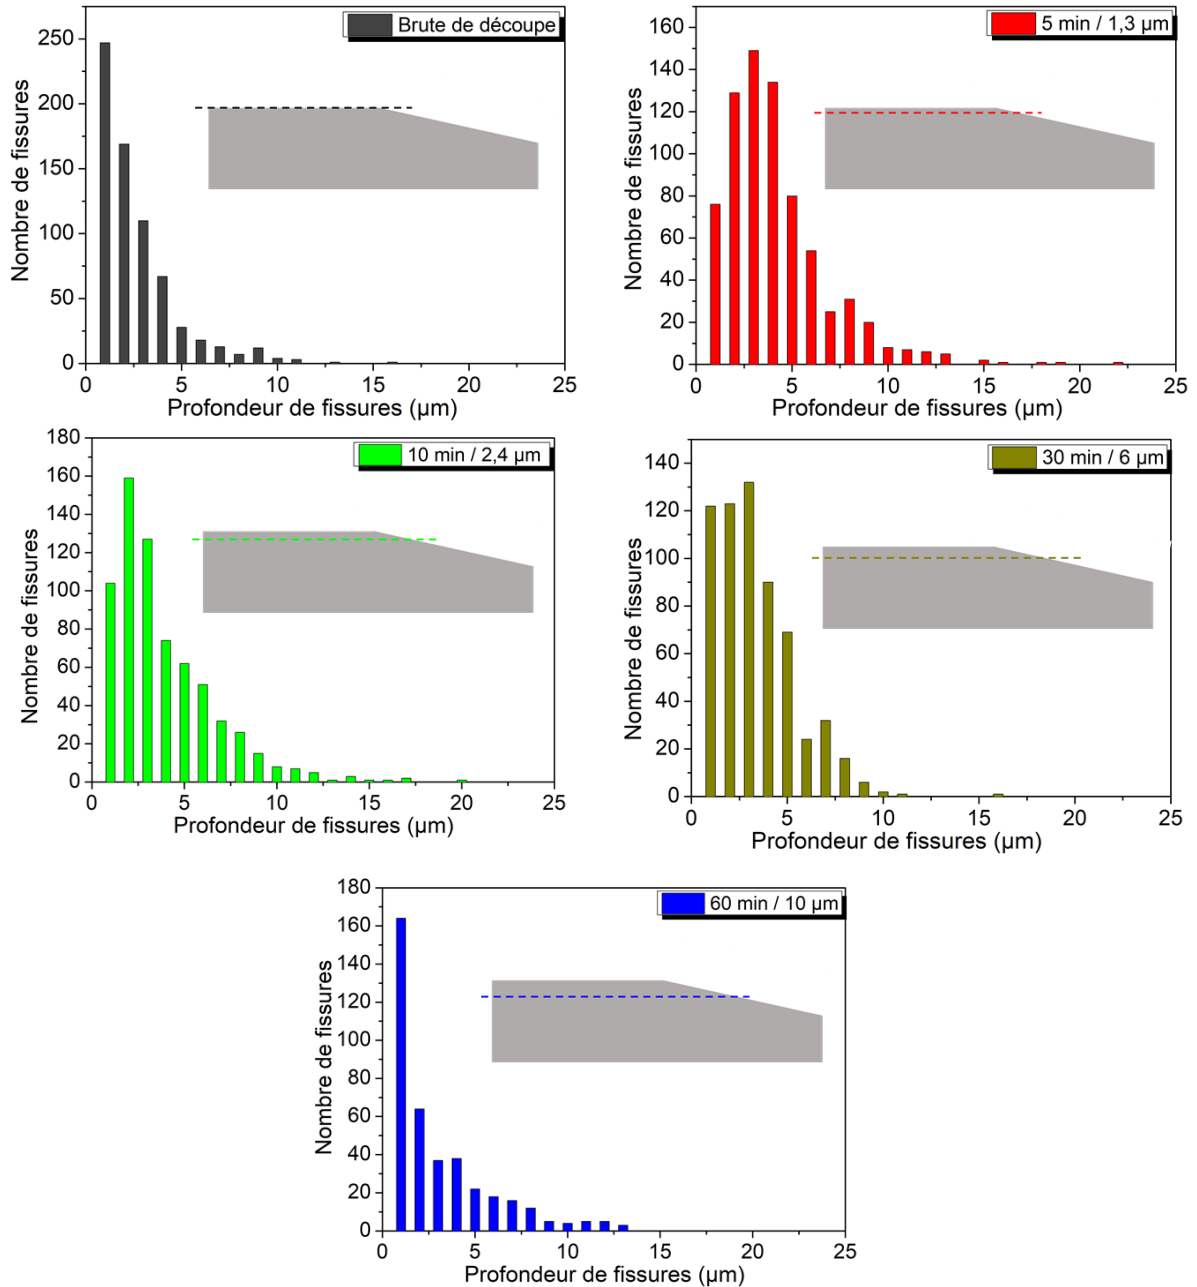 Brute de découpe
Nombre de fissures
250
200
150
100
50
0
0 5 10 15 20 25
Profondeur de fissures (µm)
5 min / 1,3 µm
Nombre de fissures
160
140
120
100
80
60
40
20
0
0 5 10 15 20 25
Profondeur de fissures (µm)
10 min / 2,4 µm
Nombre de fissures
180
160
140
120
100
80
60
40
20
0
0 5 10 15 20 25
Profondeur de fissures (µm)
30 min / 6 µm
Nombre de fissures
140
120
100
80
60
40
20
0
0 5 10 15 20 25
Profondeur de fissures (µm)
60 min / 10 µm
Nombre de fissures
180
160
140
120
100
80
60
40
20
0
0 5 10 15 20 25
Profondeur de fissures (µm)